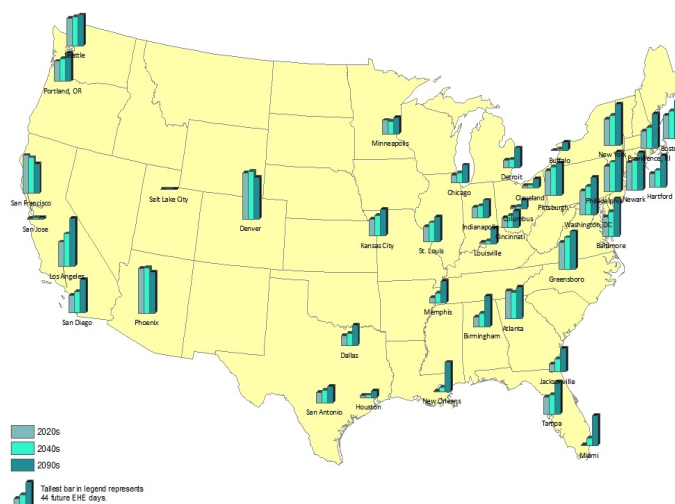 Seattle
Portland, OR
Minneapolis
Boston
New York
Providence, RI
Buffalo
Detroit
Chicago
Cleveland
Pittsburgh
Philadelphia
Newark
Hartford
San Francisco
Salt Lake City
Denver
San Jose
Kansas City
St. Louis
Indianapolis
Columbus
Cincinnati
Washington, DC
Baltimore
Louisville
Los Angeles
Greensboro
San Diego
Phoenix
Memphis
Birmingham
Atlanta
Dallas
Jacksonville
San Antonio
Houston
New Orleans
Tampa
Miami
2020s
2040s
2090s
Tallest bar in legend represents
44 future EHE days.